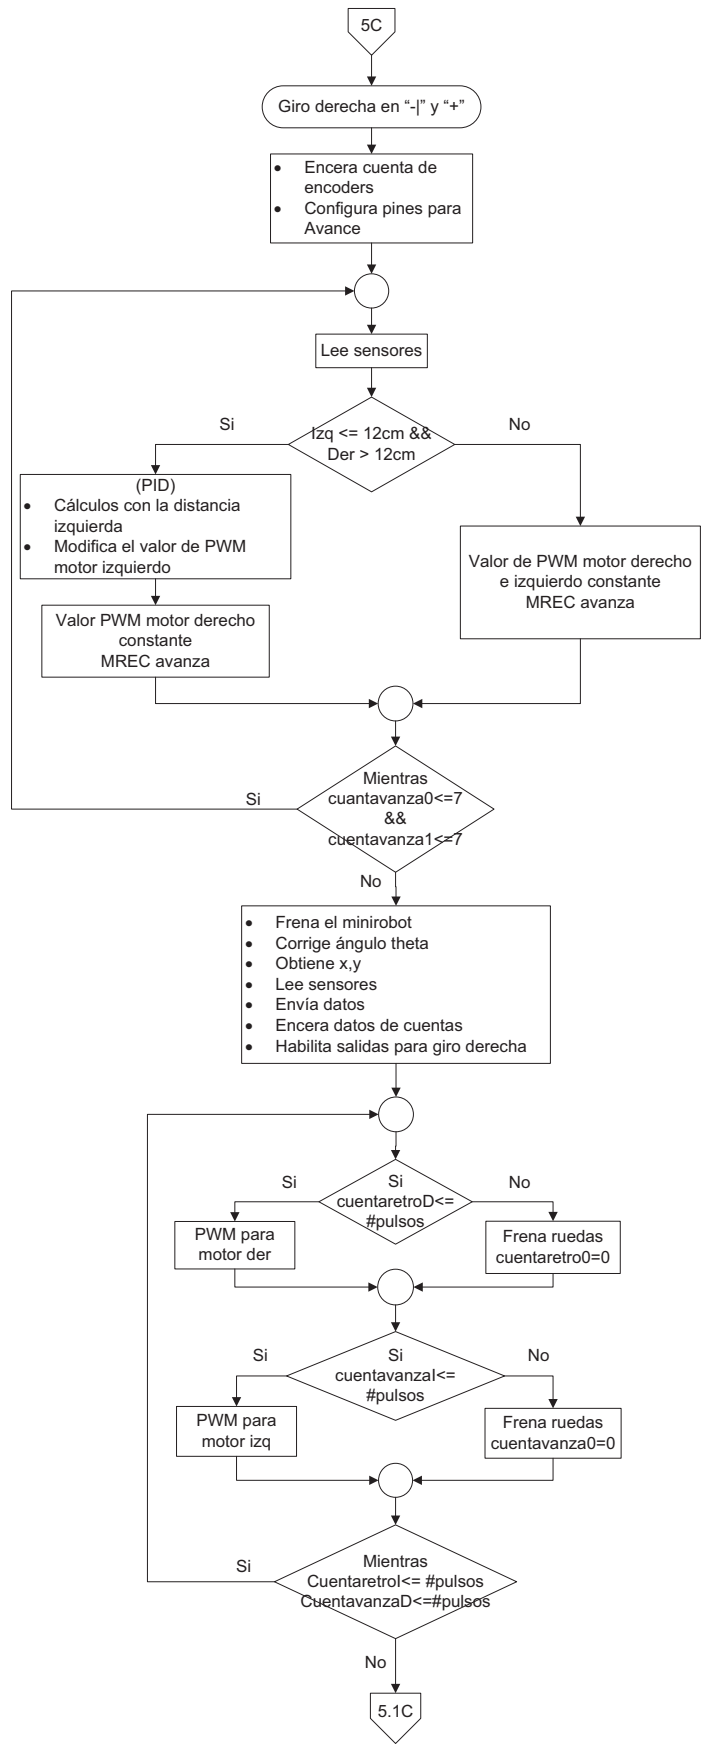 5C
Giro derecha en “-|” y “+”
• Encera cuenta de
encoders
• Configura pines para
Avance
Lee sensores
Si
Izq <= 12cm &&
Der > 12cm
No
(PID)
• Cálculos con la distancia
izquierda
• Modifica el valor de PWM
motor izquierdo
Valor de PWM motor derecho
e izquierdo constante
MREC avanza
Valor PWM motor derecho
constante
MREC avanza
Mientras
cuantavanza0<=7
&&
cuentavanza1<=7
Si
No
• Frena el minirobot
• Corrige ángulo theta
• Obtiene x,y
• Lee sensores
• Envía datos
• Encera datos de cuentas
• Habilita salidas para giro derecha
Si
Si
cuentaretroD<=
#pulsos
No
PWM para
motor der
Frena ruedas
cuentaretro0=0
Si
Si
cuentavanzaI<=
#pulsos
No
PWM para
motor izq
Frena ruedas
cuentavanza0=0
Si
Mientras
CuentaretroI<= #pulsos
CuentavanzaD<=#pulsos
No
5.1C